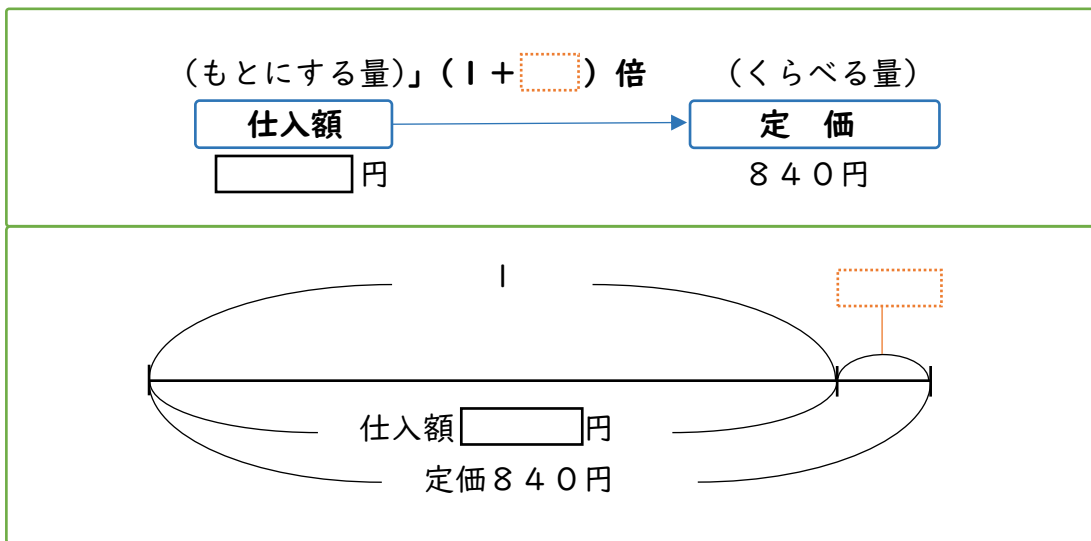 (もとにする量)」(1+ ) 倍 (くらべる量)
仕入額 定 価
円 840円
1
仕入額 円
定価840円